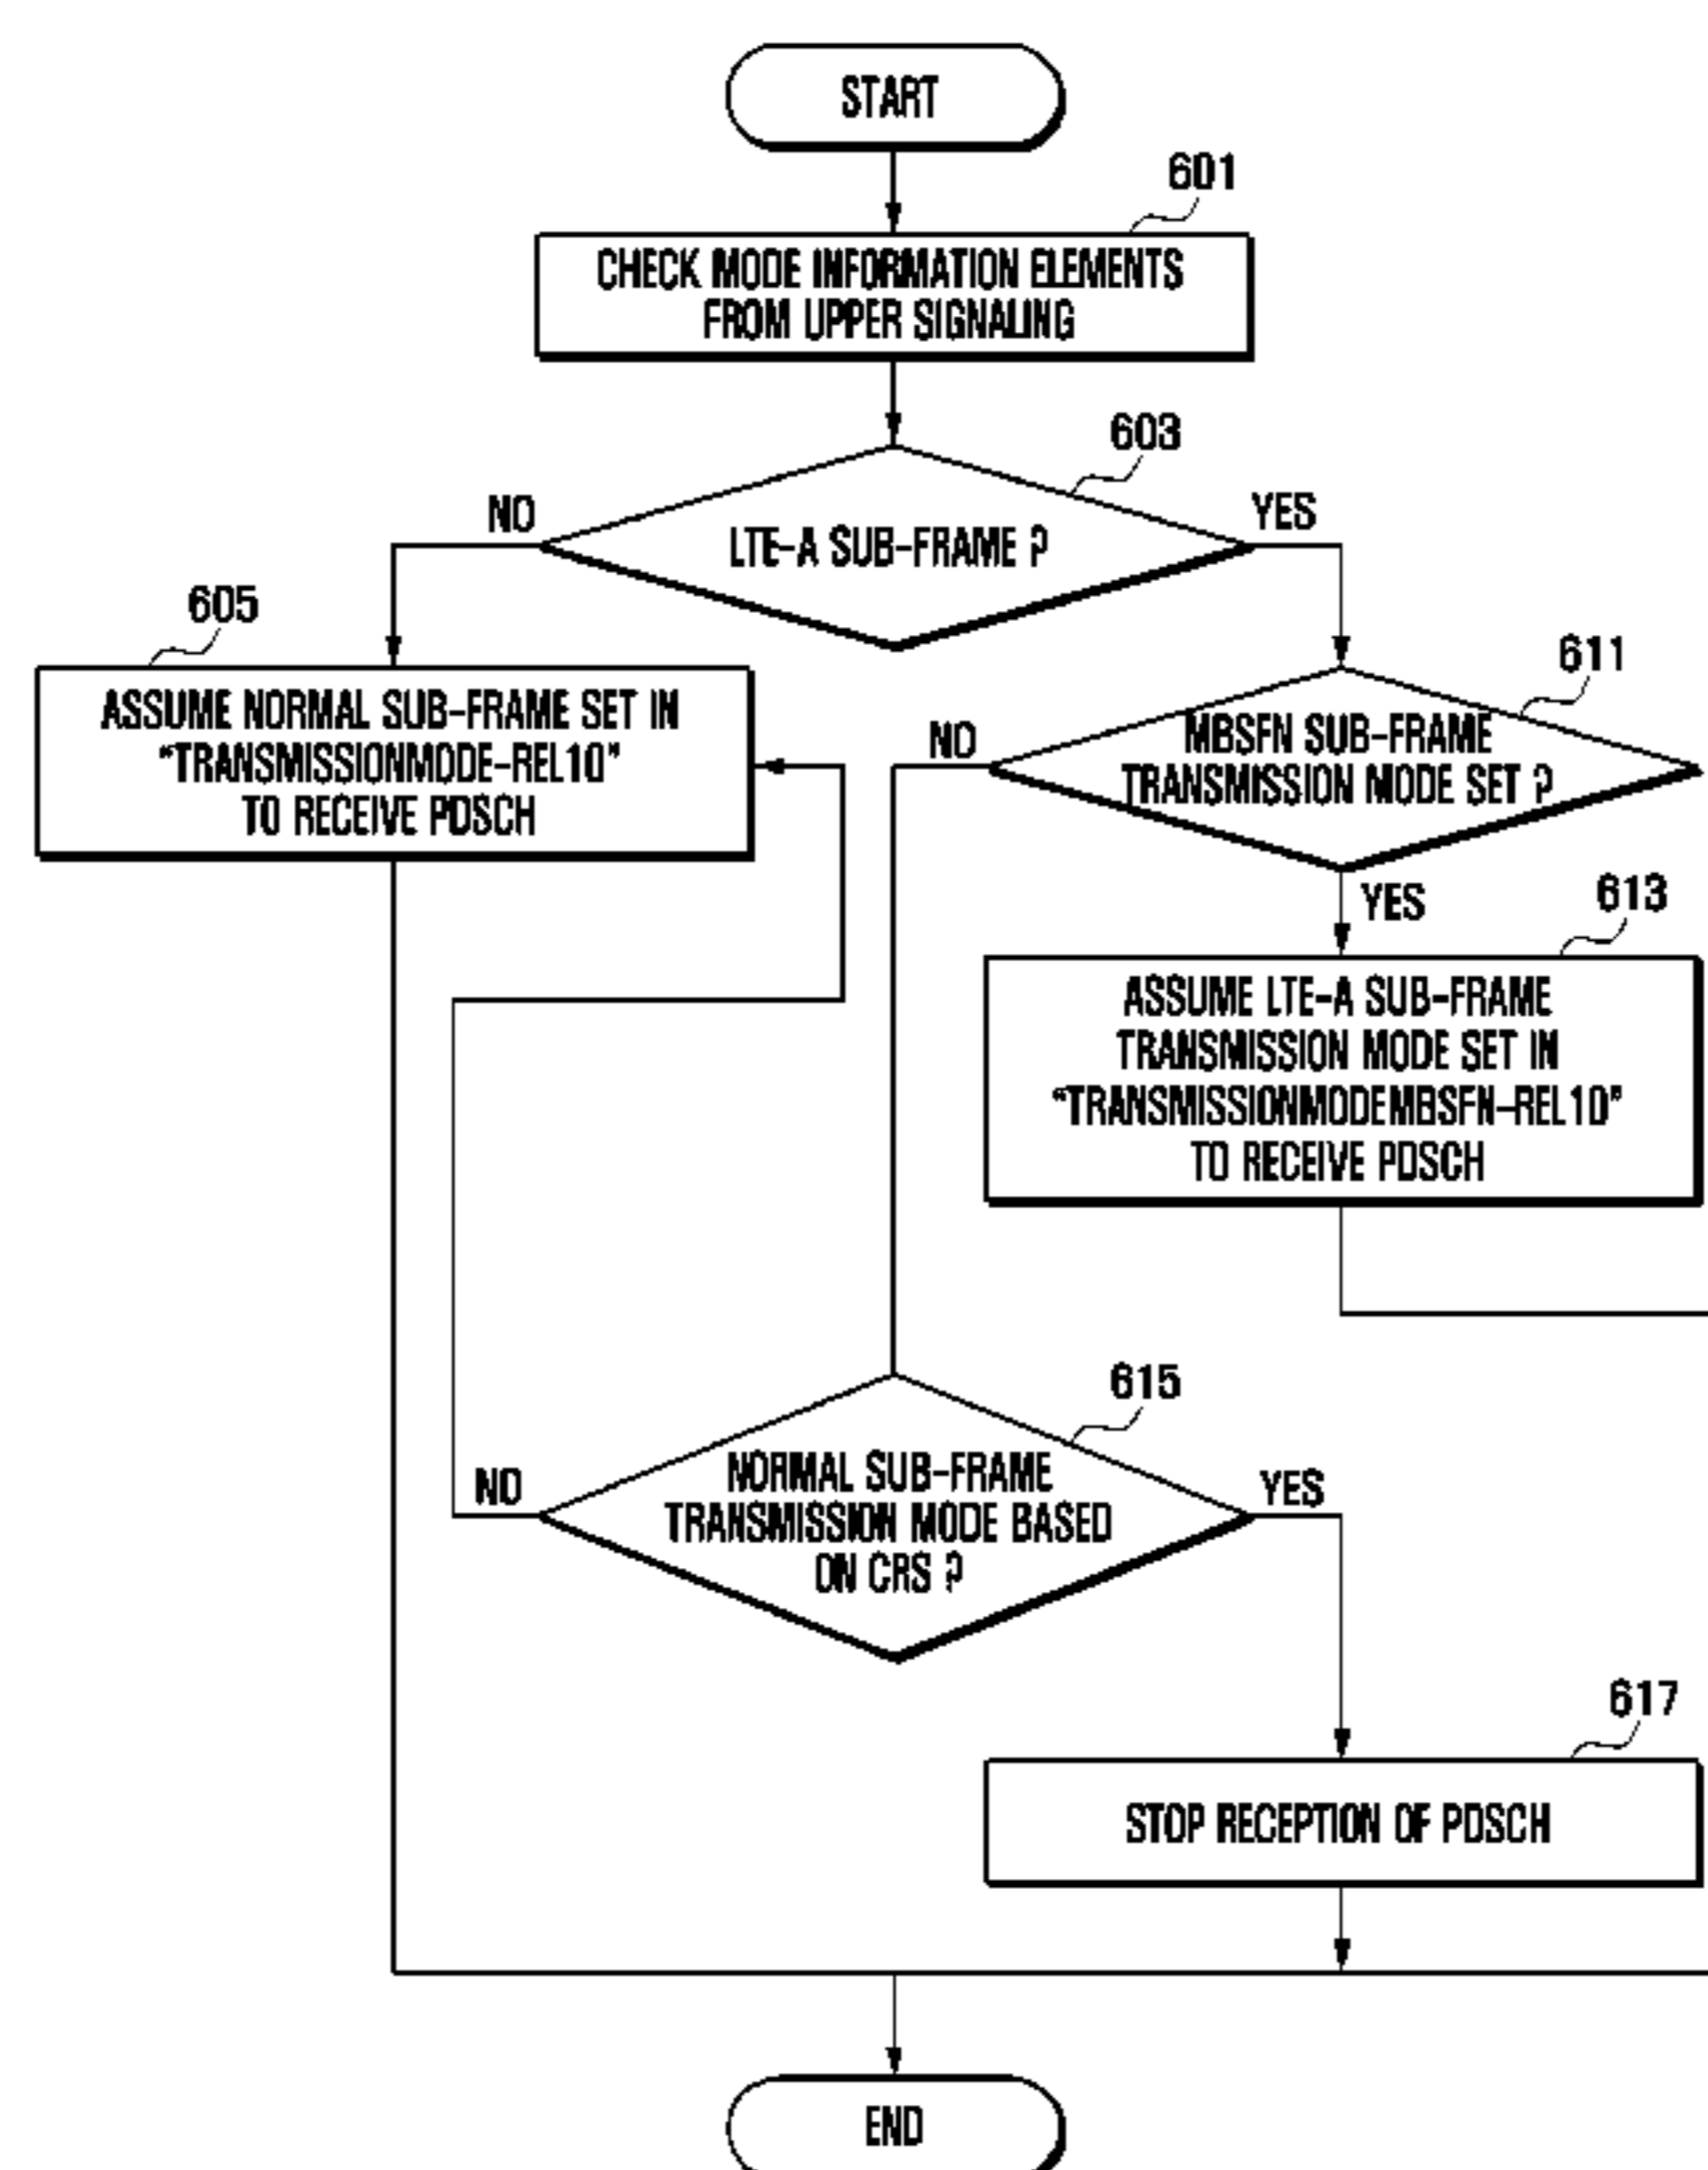 START
601
CHECK MODE INFORMATION ELEMENTS
FROM UPPER SIGNALING
603
NO
LTE-A SUB-FRAME ?
YES
605
ASSUME NORMAL SUB-FRAME SET IN
"TRANSMISSIONMODE-REL10"
TO RECEIVE PDSCH
611
NO
MBSFN SUB-FRAME
TRANSMISSION MODE SET ?
YES
613
ASSUME LTE-A SUB-FRAME
TRANSMISSION MODE SET IN
"TRANSMISSIONMODEMBSFN-REL10"
TO RECEIVE PDSCH
615
NO
NORMAL SUB-FRAME
TRANSMISSION MODE BASED
ON CRS ?
YES
617
STOP RECEPTION OF PDSCH
END